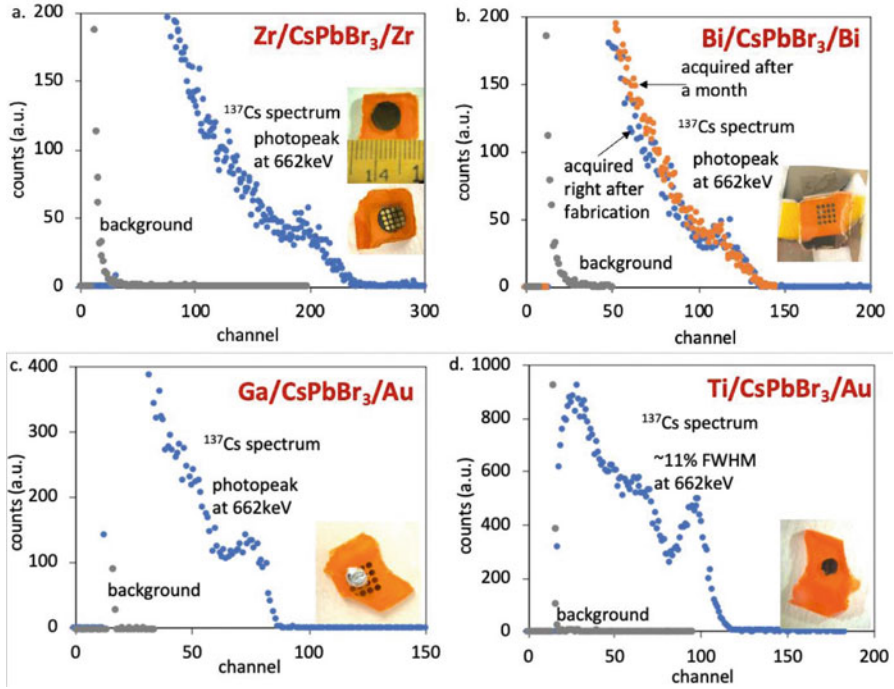 a.
Zr/CsPbBr₃/Zr
200
150
100
50
0
counts (a.u.)
¹³⁷Cs spectrum
photopeak
at 662keV
background
0 100 200 300
channel
b.
Bi/CsPbBr₃/Bi
200
150
100
50
0
counts (a.u.)
acquired after
a month
¹³⁷Cs spectrum
photopeak
at 662keV
acquired
right after
fabrication
background
0 50 100 150 200
channel
c.
Ga/CsPbBr₃/Au
400
300
200
100
0
counts (a.u.)
¹³⁷Cs spectrum
photopeak
at 662keV
background
0 50 100 150
channel
d.
Ti/CsPbBr₃/Au
1000
800
600
400
200
0
counts (a.u.)
¹³⁷Cs spectrum
~11% FWHM
at 662keV
background
0 50 100 150 200
channel